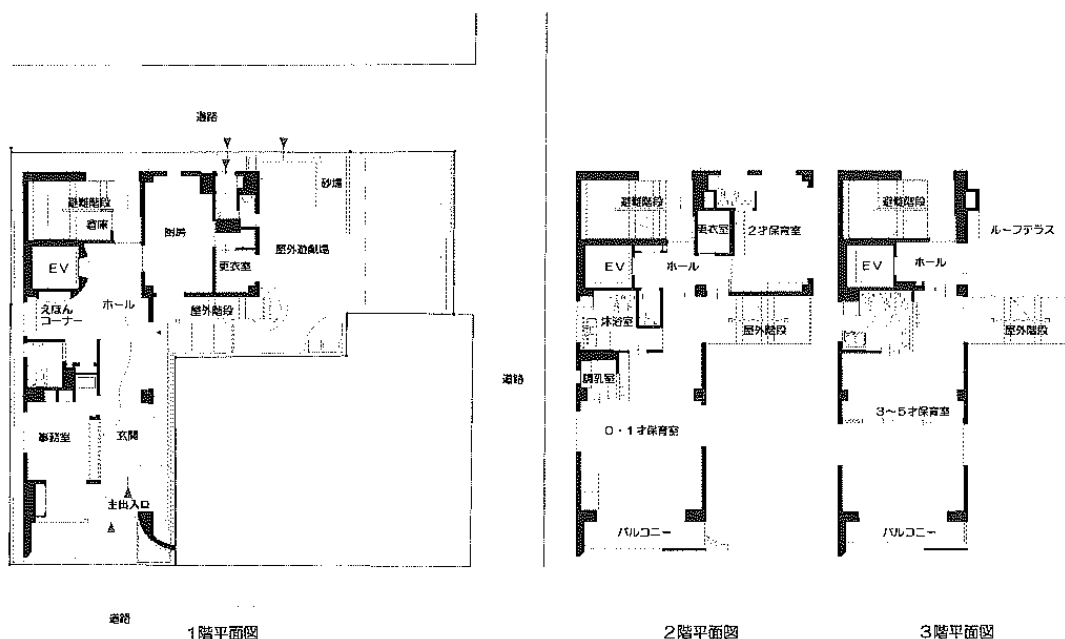 道路
避難階段
倉庫
厨房
砂場
屋外遊戯場
EV
更衣室
えほん
コーナー
ホール
屋外階段
事務室
玄関
主出入口
道路
道路
1階平面図
避難階段
更衣室
2才保育室
EV
ホール
沐浴室
屋外階段
調乳室
0・1才保育室
バルコニー
2階平面図
避難階段
ルーフテラス
EV
ホール
屋外階段
3〜5才保育室
バルコニー
3階平面図